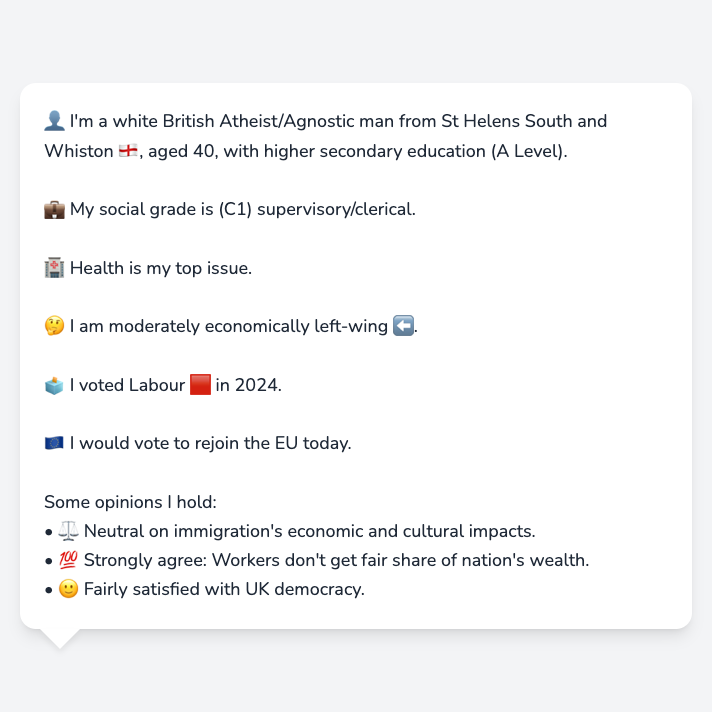 👤 I'm a white British Atheist/Agnostic man from St Helens South and
Whiston 🏴󠁧󠁢󠁥󠁮󠁧󠁿, aged 40, with higher secondary education (A Level).
💼 My social grade is (C1) supervisory/clerical.
🏥 Health is my top issue.
🤔 I am moderately economically left-wing ⬅️.
🗳️ I voted Labour 🟥 in 2024.
🇪🇺 I would vote to rejoin the EU today.
Some opinions I hold:
• ⚖️ Neutral on immigration's economic and cultural impacts.
• 💯 Strongly agree: Workers don't get fair share of nation's wealth.
• 🙂 Fairly satisfied with UK democracy.